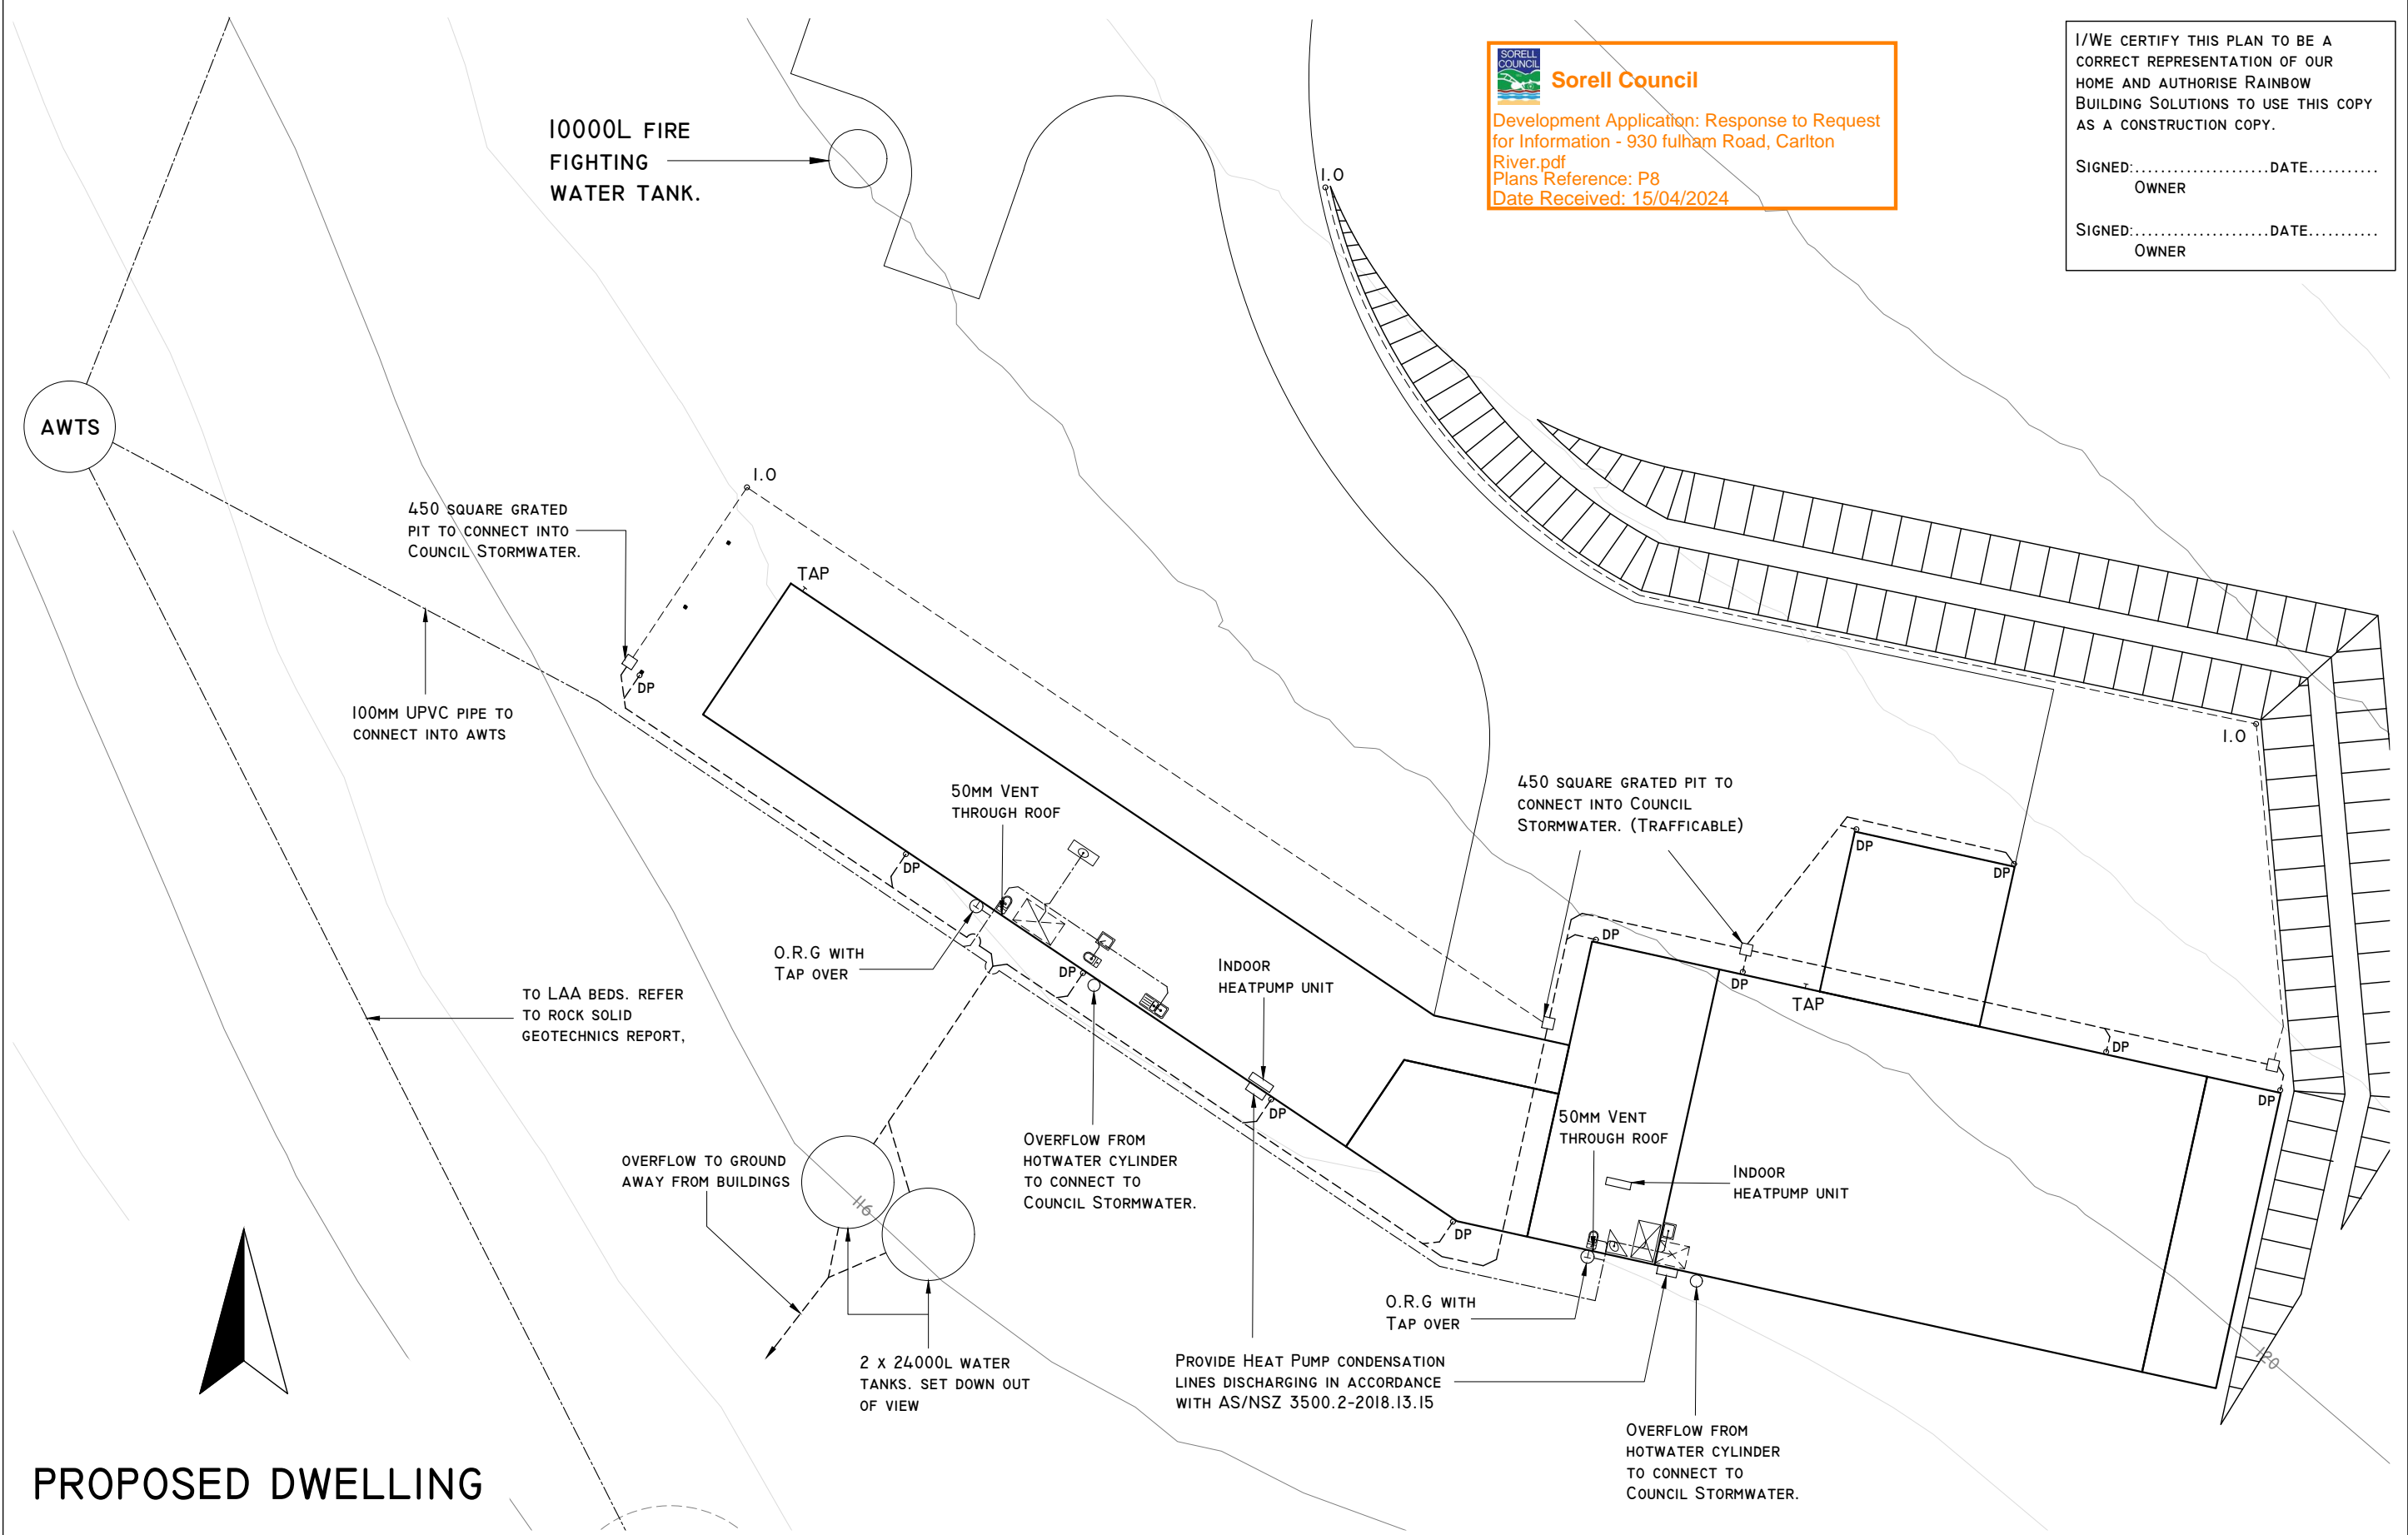 SORELL
COUNCIL
Sorell Council
Development Application: Response to Request
for Information - 930 fulham Road, Carlton
River.pdf
Plans Reference: P8
Date Received: 15/04/2024
I/WE CERTIFY THIS PLAN TO BE A
CORRECT REPRESENTATION OF OUR
HOME AND AUTHORISE RAINBOW
BUILDING SOLUTIONS TO USE THIS COPY
AS A CONSTRUCTION COPY.
SIGNED:.....................DATE...........
OWNER
SIGNED:.....................DATE...........
OWNER
10000L FIRE
FIGHTING
WATER TANK.
1.0
AWTS
1.0
450 SQUARE GRATED
PIT TO CONNECT INTO
COUNCIL STORMWATER.
TAP
DP
100MM UPVC PIPE TO
CONNECT INTO AWTS
1.0
50MM VENT
THROUGH ROOF
450 SQUARE GRATED PIT TO
CONNECT INTO COUNCIL
STORMWATER. (TRAFFICABLE)
DP
DP
DP
O.R.G WITH
TAP OVER
DP
DP
DP
TAP
INDOOR
HEATPUMP UNIT
TO LAA BEDS. REFER
TO ROCK SOLID
GEOTECHNICS REPORT,
DP
DP
DP
50MM VENT
THROUGH ROOF
OVERFLOW TO GROUND
AWAY FROM BUILDINGS
116
OVERFLOW FROM
HOTWATER CYLINDER
TO CONNECT TO
COUNCIL STORMWATER.
INDOOR
HEATPUMP UNIT
DP
O.R.G WITH
TAP OVER
2 X 24000L WATER
TANKS. SET DOWN OUT
OF VIEW
PROVIDE HEAT PUMP CONDENSATION
LINES DISCHARGING IN ACCORDANCE
WITH AS/NSZ 3500.2-2018.13.15
120
OVERFLOW FROM
HOTWATER CYLINDER
TO CONNECT TO
COUNCIL STORMWATER.
PROPOSED DWELLING